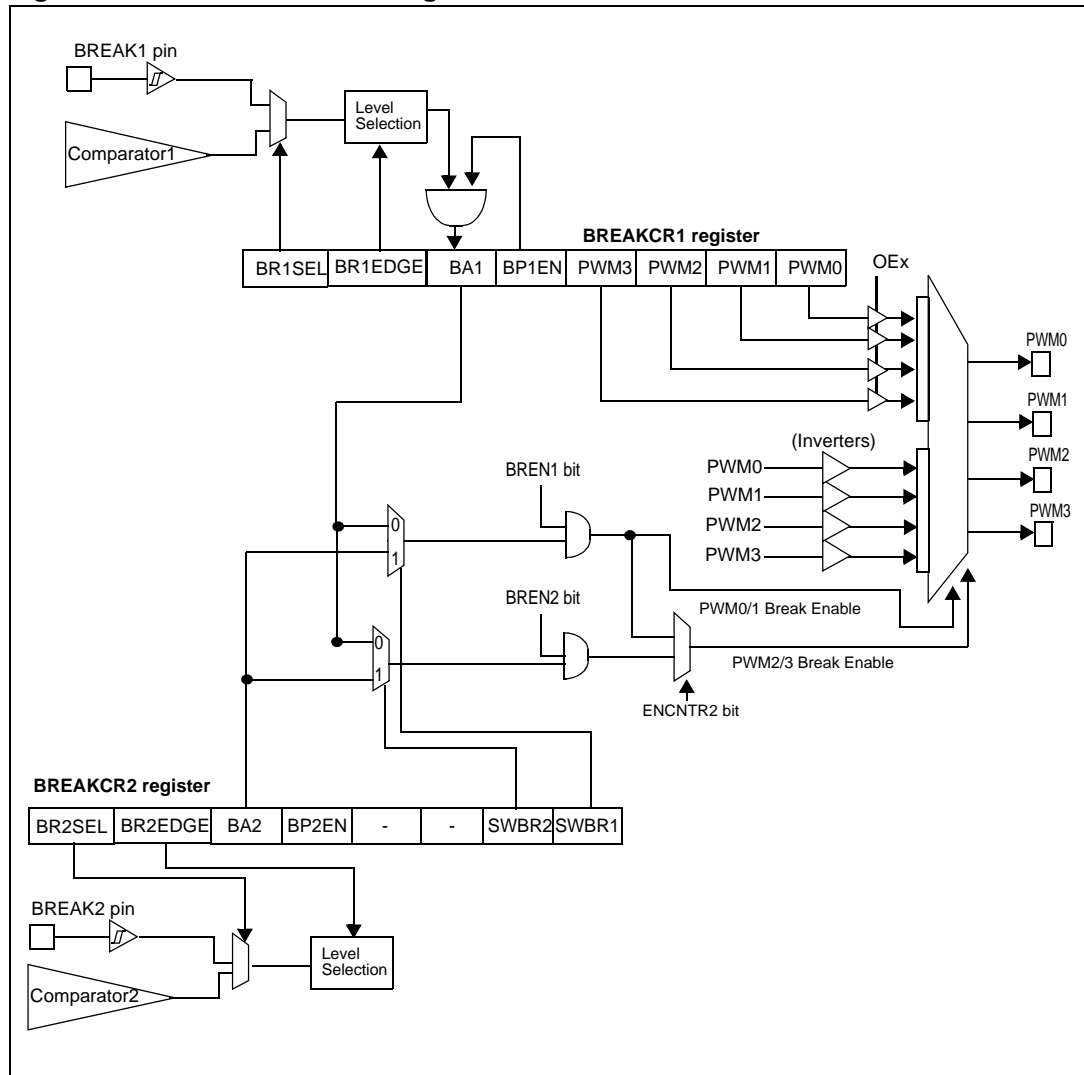 BREAK1 pin
Level
Selection
Comparator1
BREAKCR1 register
BR1SEL BR1EDGE BA1 BP1EN PWM3 PWM2 PWM1 PWM0
OEx
PWM0
PWM1
PWM2
PWM3
(Inverters)
PWM0
PWM1
PWM2
PWM3
BREN1 bit
0
1
PWM0/1 Break Enable
BREN2 bit
0
1
PWM2/3 Break Enable
ENCNTR2 bit
BREAKCR2 register
BR2SEL BR2EDGE BA2 BP2EN - - SWBR2 SWBR1
BREAK2 pin
Level
Selection
Comparator2